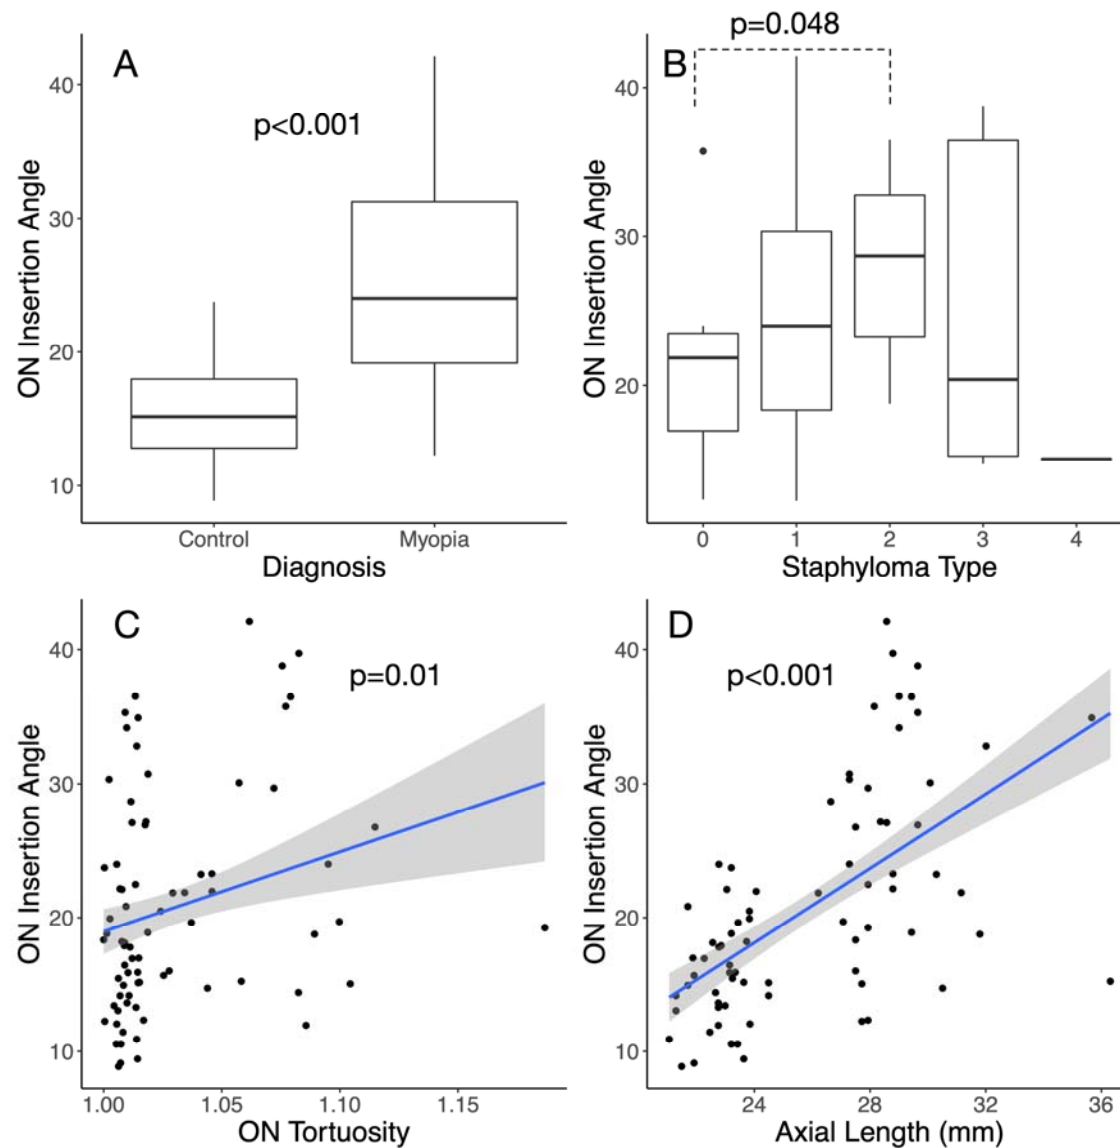 A
p<0.001
ON Insertion Angle
40
30
20
10
Control Myopia
Diagnosis
B
p=0.048
ON Insertion Angle
40
30
20
0 1 2 3 4
Staphyloma Type
C
p=0.01
ON Insertion Angle
40
30
20
10
1.00 1.05 1.10 1.15
ON Tortuosity
D
p<0.001
ON Insertion Angle
40
30
20
10
24 28 32 36
Axial Length (mm)